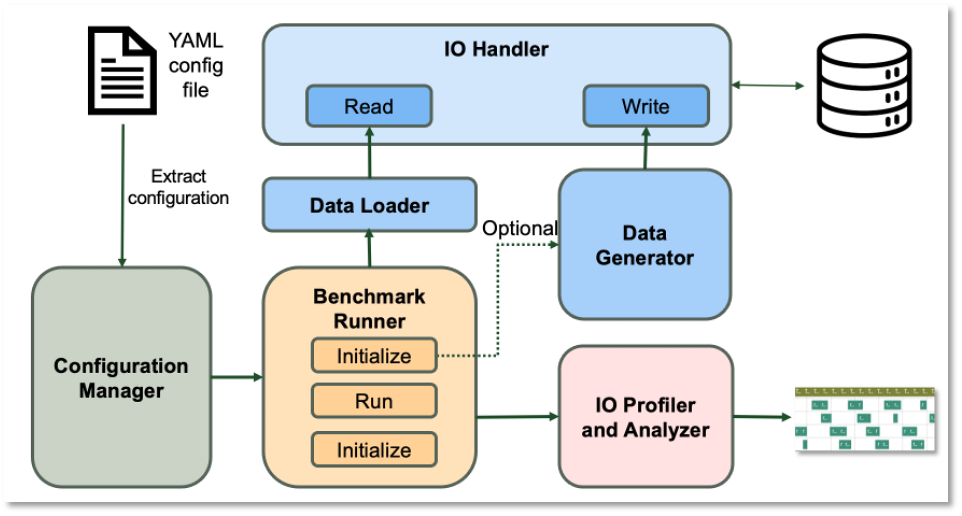 YAML
config
file
IO Handler
Read
Write
Extract
configuration
Data Loader
Optional
Data
Generator
Benchmark
Runner
Initialize
Run
Initialize
Configuration
Manager
IO Profiler
and Analyzer